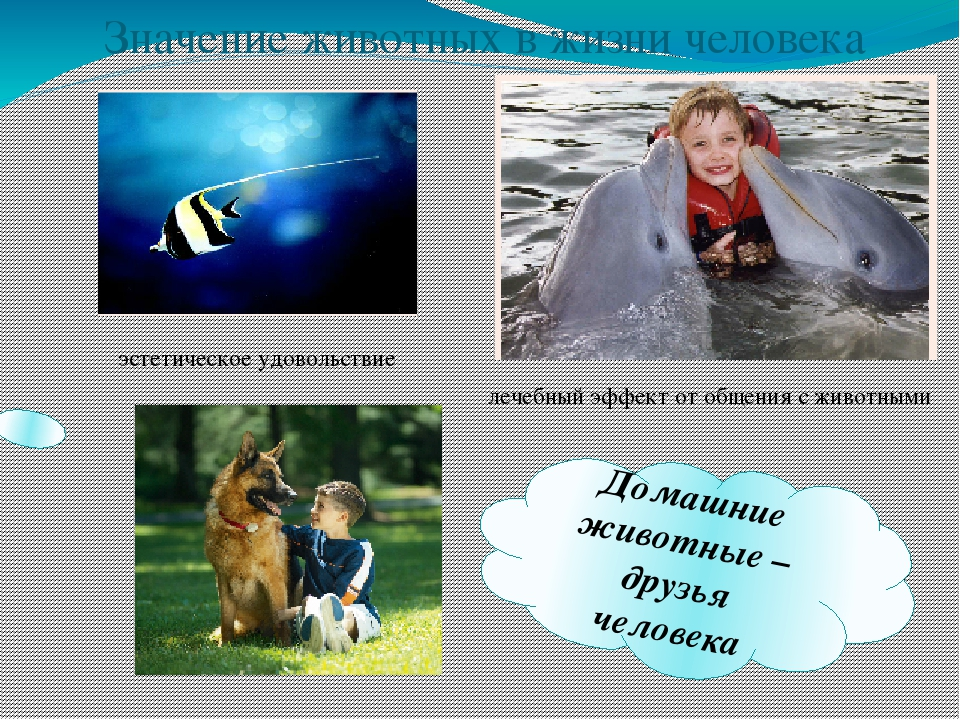 Значение животных в жизни человека
эстетическое удовольствие
лечебный эффект от общения с животными
Домашние
животные –
друзья
человека